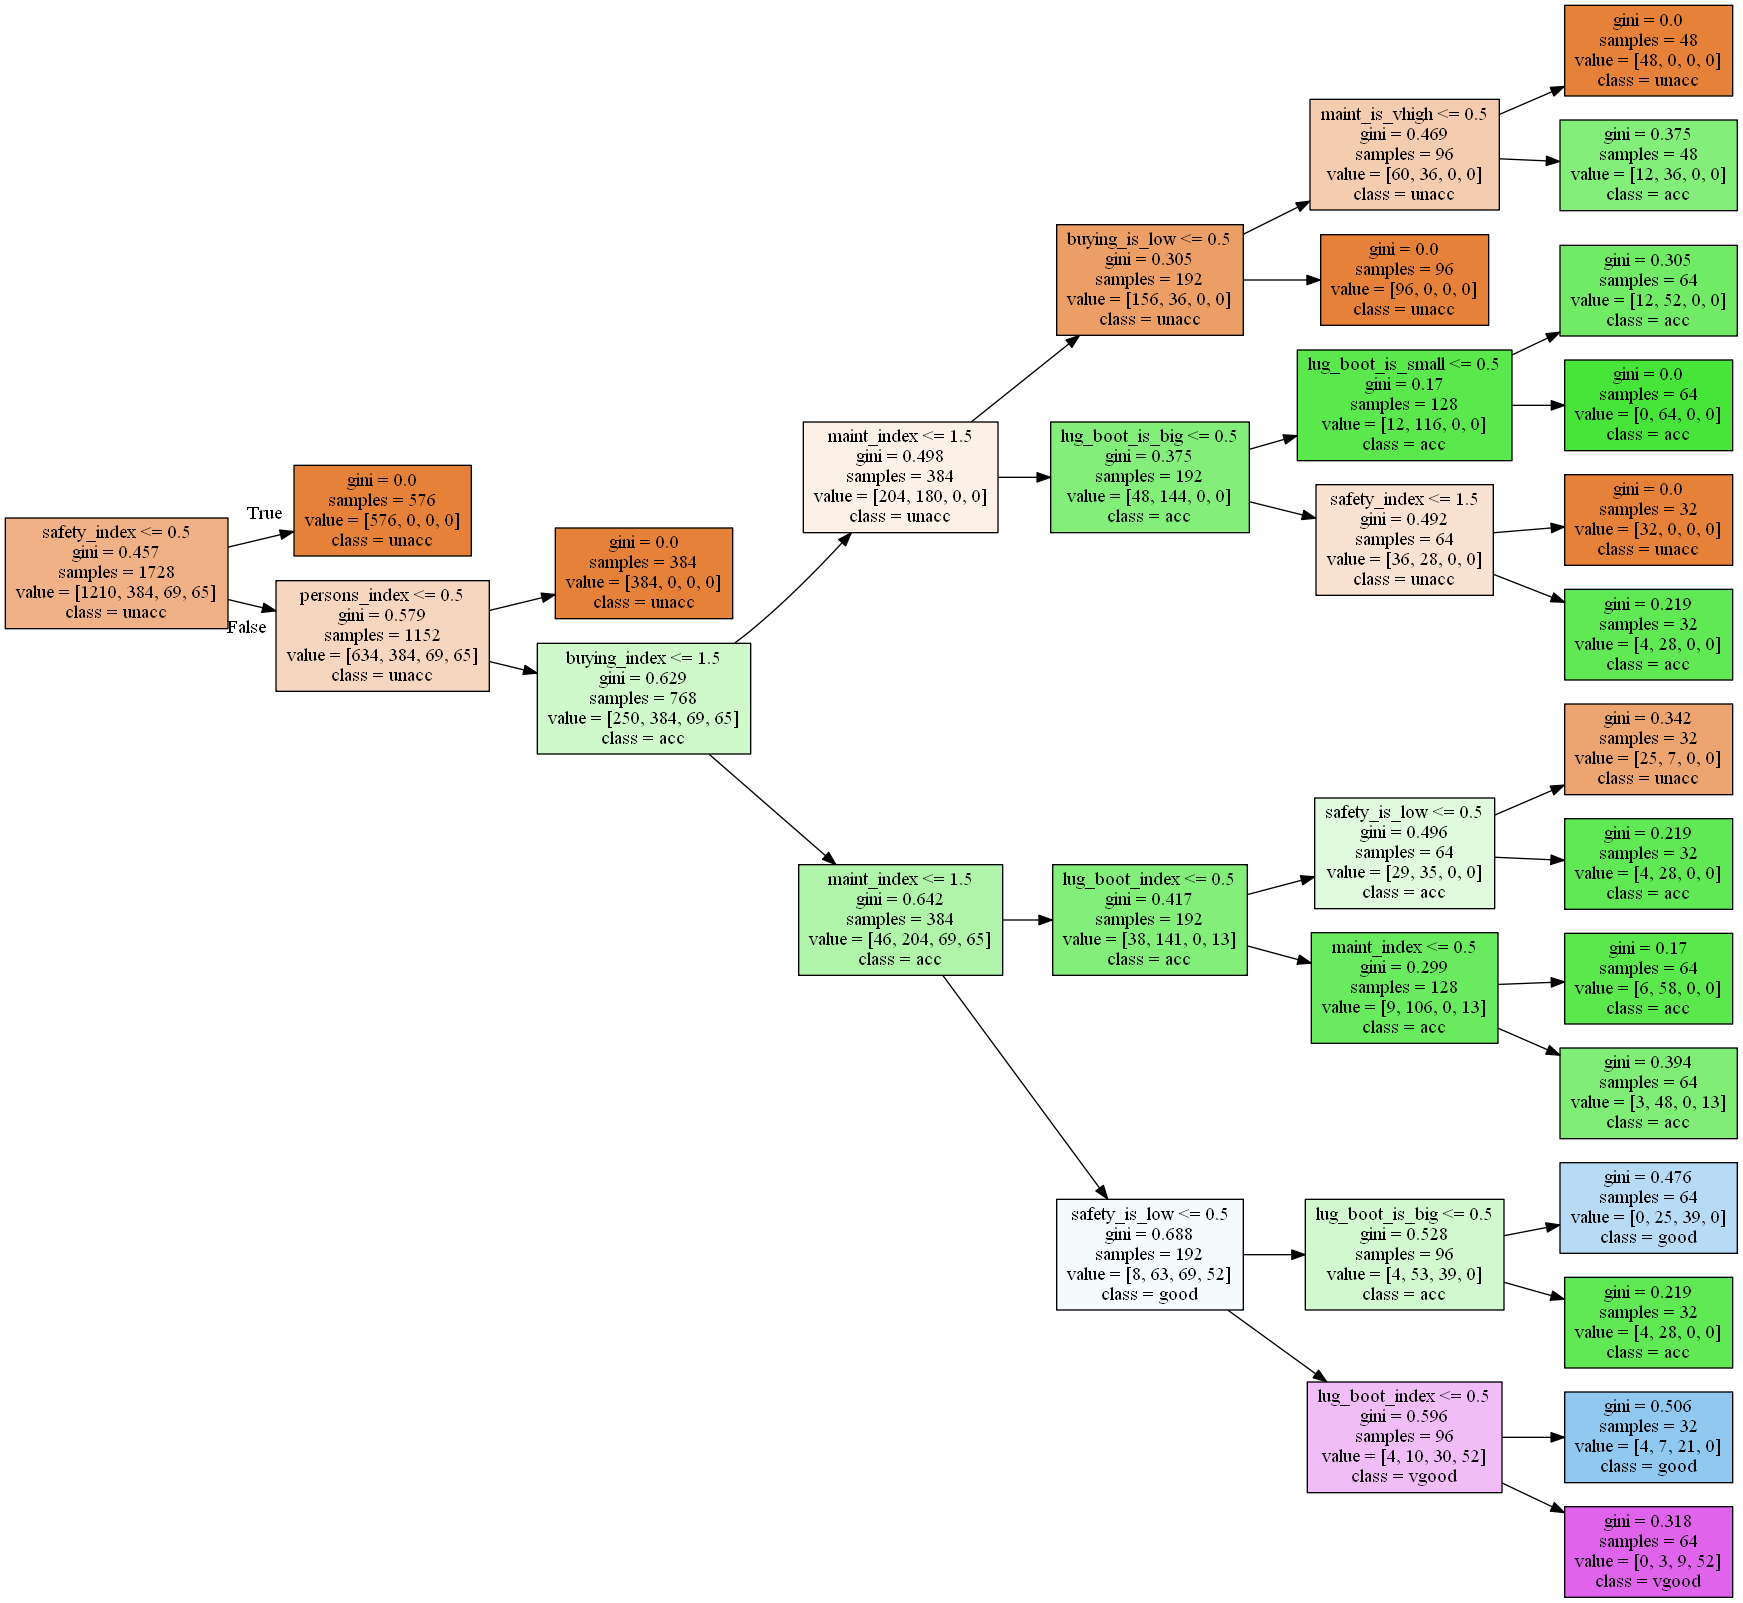 safety_index <= 0.5
gini = 0.457
samples = 1728
value = [1210, 384, 69, 65]
class = unacc
True
False
gini = 0.0
samples = 576
value = [576, 0, 0, 0]
class = unacc
persons_index <= 0.5
gini = 0.579
samples = 1152
value = [634, 384, 69, 65]
class = unacc
gini = 0.0
samples = 384
value = [384, 0, 0, 0]
class = unacc
buying_index <= 1.5
gini = 0.629
samples = 768
value = [250, 384, 69, 65]
class = acc
maint_index <= 1.5
gini = 0.498
samples = 384
value = [204, 180, 0, 0]
class = unacc
maint_index <= 1.5
gini = 0.642
samples = 384
value = [46, 204, 69, 65]
class = acc
buying_is_low <= 0.5
gini = 0.305
samples = 192
value = [156, 36, 0, 0]
class = unacc
lug_boot_is_big <= 0.5
gini = 0.375
samples = 192
value = [48, 144, 0, 0]
class = acc
lug_boot_index <= 0.5
gini = 0.417
samples = 192
value = [38, 141, 0, 13]
class = acc
safety_is_low <= 0.5
gini = 0.688
samples = 192
value = [8, 63, 69, 52]
class = good
maint_is_vhigh <= 0.5
gini = 0.469
samples = 96
value = [60, 36, 0, 0]
class = unacc
gini = 0.0
samples = 96
value = [96, 0, 0, 0]
class = unacc
lug_boot_is_small <= 0.5
gini = 0.17
samples = 128
value = [12, 116, 0, 0]
class = acc
safety_index <= 1.5
gini = 0.492
samples = 64
value = [36, 28, 0, 0]
class = unacc
safety_is_low <= 0.5
gini = 0.496
samples = 64
value = [29, 35, 0, 0]
class = acc
maint_index <= 0.5
gini = 0.299
samples = 128
value = [9, 106, 0, 13]
class = acc
lug_boot_is_big <= 0.5
gini = 0.528
samples = 96
value = [4, 53, 39, 0]
class = acc
lug_boot_index <= 0.5
gini = 0.596
samples = 96
value = [4, 10, 30, 52]
class = vgood
gini = 0.0
samples = 48
value = [48, 0, 0, 0]
class = unacc
gini = 0.375
samples = 48
value = [12, 36, 0, 0]
class = acc
gini = 0.305
samples = 64
value = [12, 52, 0, 0]
class = acc
gini = 0.0
samples = 64
value = [0, 64, 0, 0]
class = acc
gini = 0.0
samples = 32
value = [32, 0, 0, 0]
class = unacc
gini = 0.219
samples = 32
value = [4, 28, 0, 0]
class = acc
gini = 0.342
samples = 32
value = [25, 7, 0, 0]
class = unacc
gini = 0.219
samples = 32
value = [4, 28, 0, 0]
class = acc
gini = 0.17
samples = 64
value = [6, 58, 0, 0]
class = acc
gini = 0.394
samples = 64
value = [3, 48, 0, 13]
class = acc
gini = 0.476
samples = 64
value = [0, 25, 39, 0]
class = good
gini = 0.219
samples = 32
value = [4, 28, 0, 0]
class = acc
gini = 0.506
samples = 32
value = [4, 7, 21, 0]
class = good
gini = 0.318
samples = 64
value = [0, 3, 9, 52]
class = vgood